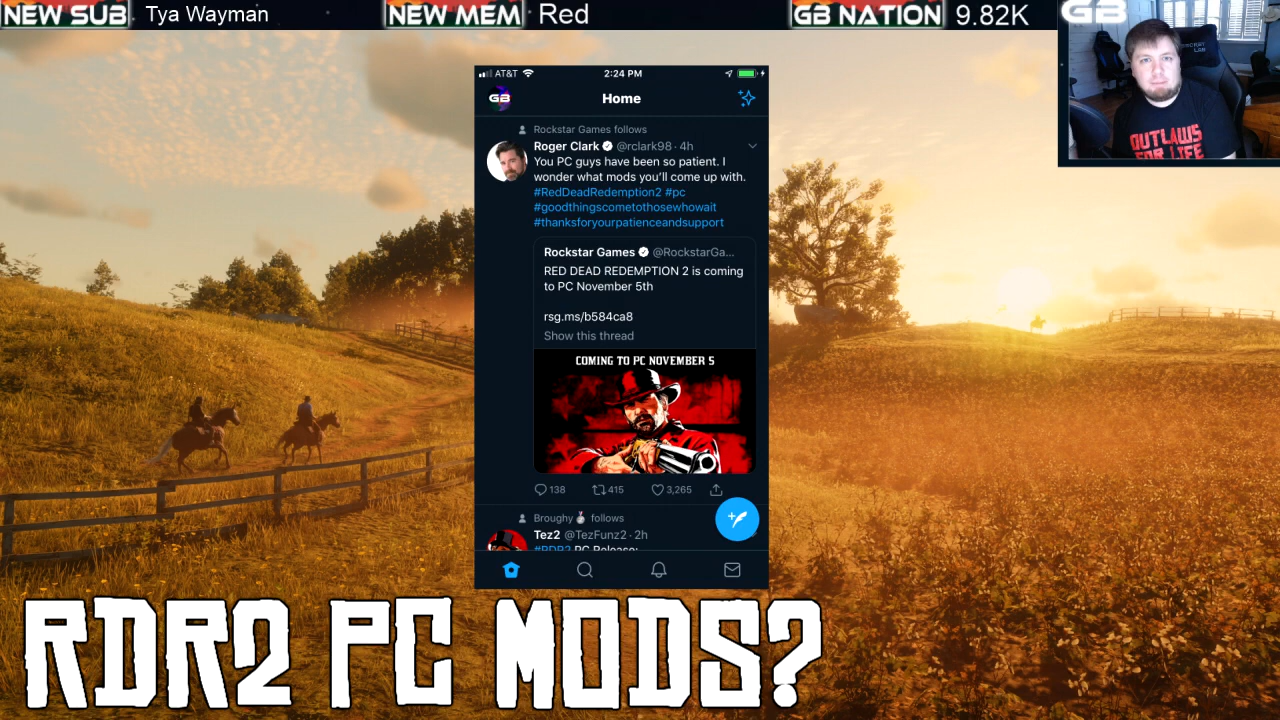 NEW SUB Tya Wayman NEW MEM Red GB NATION 9.82K GB
AT&T 2:24 PM
GB Home
Rockstar Games follows
Roger Clark @rclark98 · 4h
You PC guys have been so patient. I
wonder what mods you'll come up with.
#RedDeadRedemption2 #pc
#goodthingscometothosewhowait
#thanksforyourpatienceandsupport
Rockstar Games @RockstarGa...
RED DEAD REDEMPTION 2 is coming
to PC November 5th
rsg.ms/b584ca8
Show this thread
COMING TO PC NOVEMBER 5
138 415 3,265
Broughy follows
Tez2 @TezFunz2 · 2h
#RDR2 PC Release:
OUTLAWS
FOR LIFE
RDR2 PC MODS?